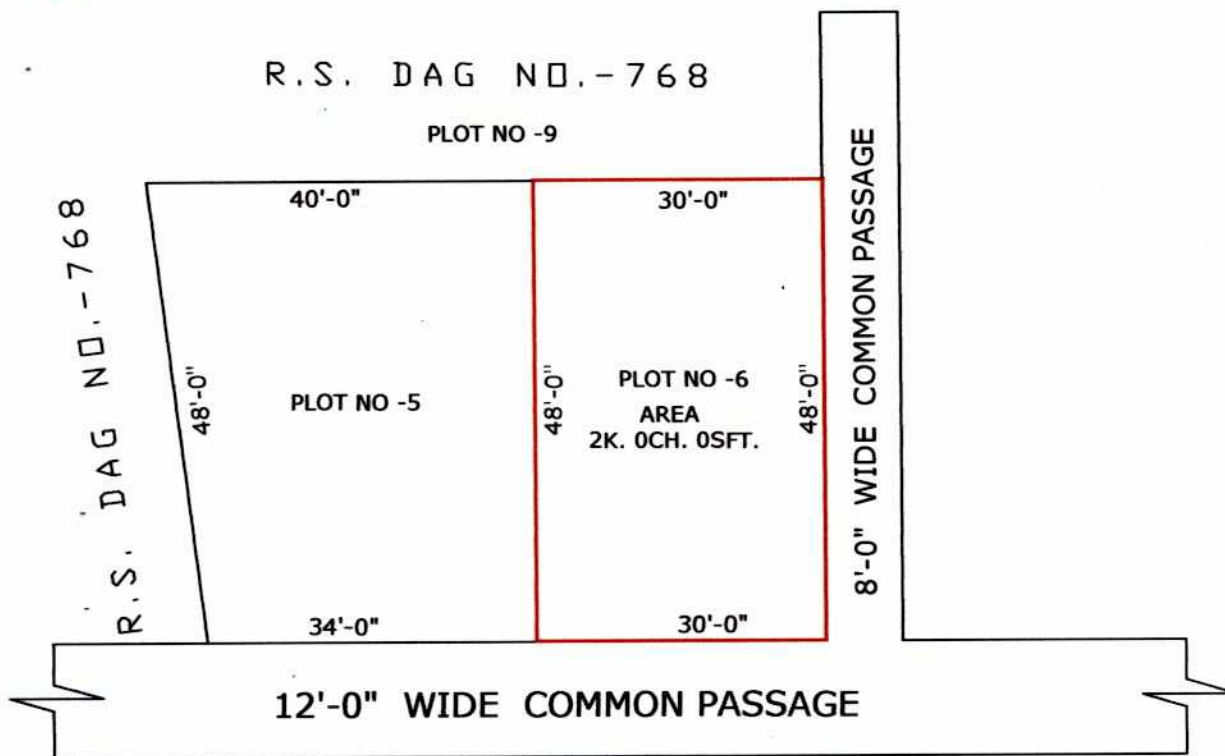 R.S. DAG NO.-768
PLOT NO -9
40'-0"
30'-0"
R.S. DAG NO.-768
48'-0"
PLOT NO -5
48'-0"
PLOT NO -6
AREA
2K. 0CH. 0SFT.
48'-0"
8'-0" WIDE COMMON PASSAGE
34'-0"
30'-0"
12'-0" WIDE COMMON PASSAGE